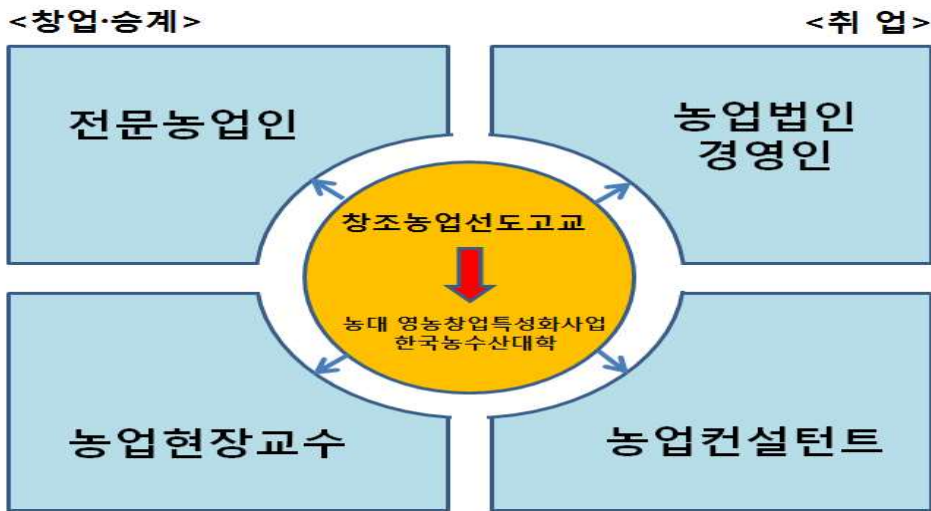 <창업·승계>
<취 업>
전문농업인
농업법인
경영인
창조농업선도고교
농대 영농창업특성화사업
한국농수산대학
농업현장교수
농업컨설턴트